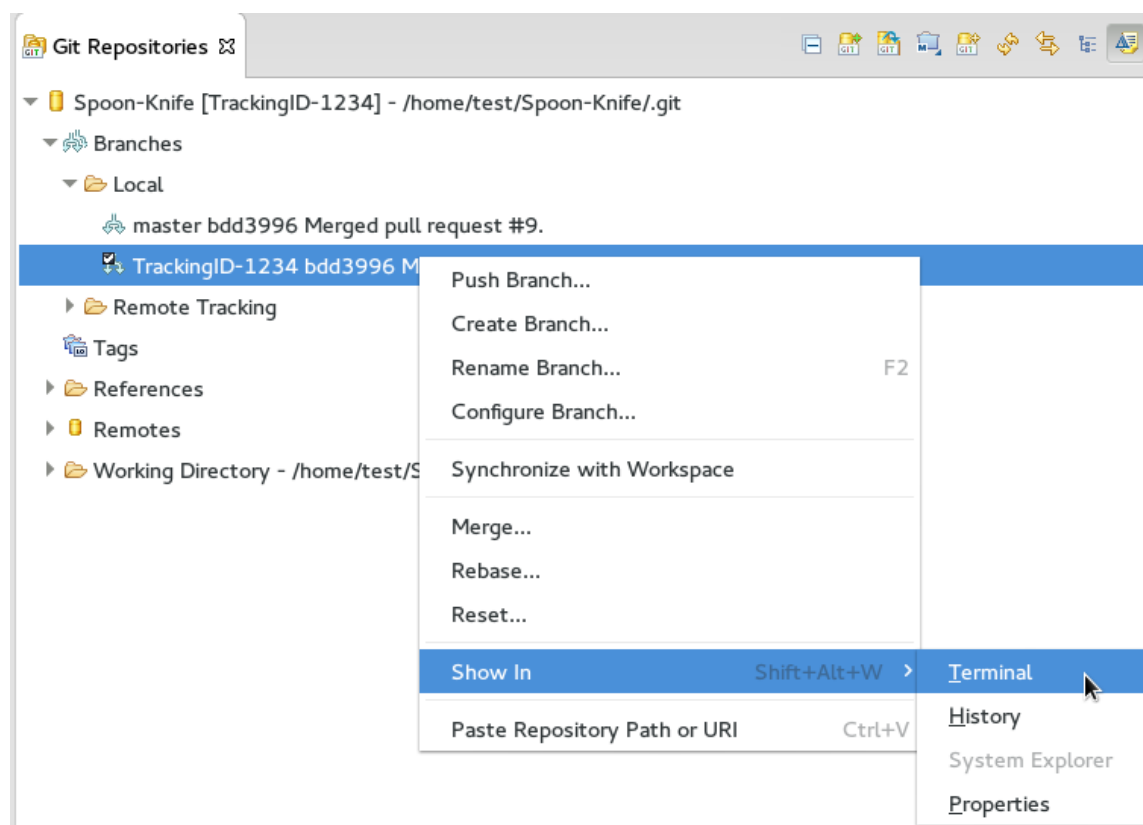 Git Repositories
Spoon-Knife [TrackingID-1234] - /home/test/Spoon-Knife/.git
Branches
Local
master bdd3996 Merged pull request #9.
TrackingID-1234 bdd3996 M
Push Branch...
Create Branch...
Remote Tracking
Rename Branch... F2
Tags
Configure Branch...
References
Remotes
Working Directory - /home/test/S
Synchronize with Workspace
Merge...
Rebase...
Reset...
Show In Shift+Alt+W
Terminal
History
Paste Repository Path or URI Ctrl+V
System Explorer
Properties